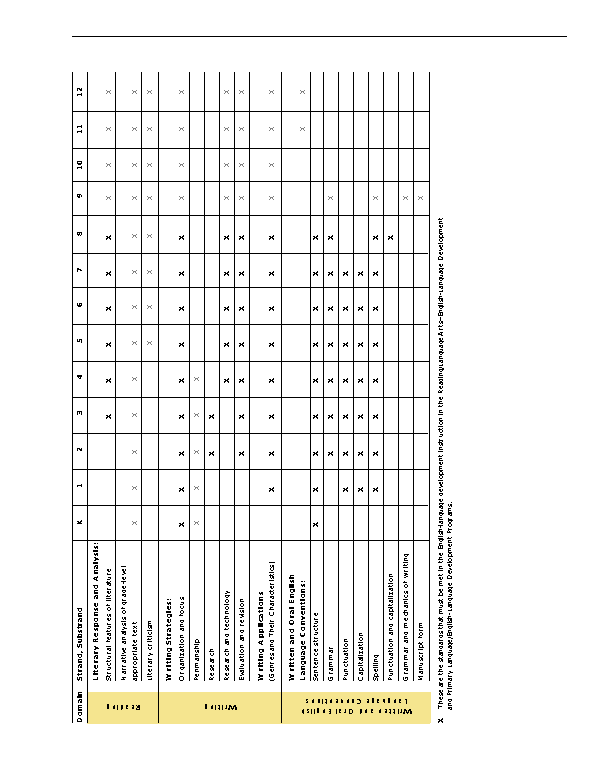 Domain Strand, Substrand K 1 2 3 4 5 6 7 8 9 10 11 12
Reading
Literary Response and Analysis:
Structural features of literature X X X X X X X X X X
Narrative analysis of grade-level
appropriate text X X X X X X X X X X X X X
Literary criticism X X X X X X X X
Writing
Writing Strategies:
Organization and focus X X X X X X X X X X X X X
Penmanship X X X X X
Research X X
Research and technology X X X X X X X X X
Evaluation and revision X X X X X X X X X X X
Writing Applications
(Genres and Their Characteristics) X X X X X X X X X X X X
Written and Oral English
Language Conventions
Written and Oral English
Language Conventions: X X
Sentence structure X X X X X X X X X
Grammar X X X X X X X X
Punctuation X X X X X X X
Capitalization X X X X X X X
Spelling X X X X X X X X X
Punctuation and capitalization X
Grammar and mechanics of writing X
Manuscript form X
X These are the standards that must be met in the English-language development instruction in the Reading/Language Arts–English-Language Development
and Primary Language/English-Language Development Programs.